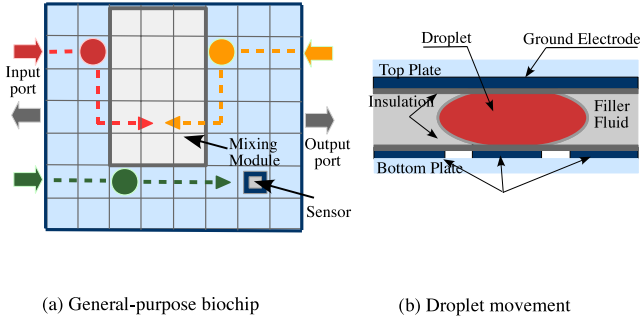 Input
port
Mixing
Module
Output
port
Sensor
(a) General-purpose biochip
Droplet
Ground Electrode
Top Plate
Insulation
Filler
Fluid
Bottom Plate
(b) Droplet movement